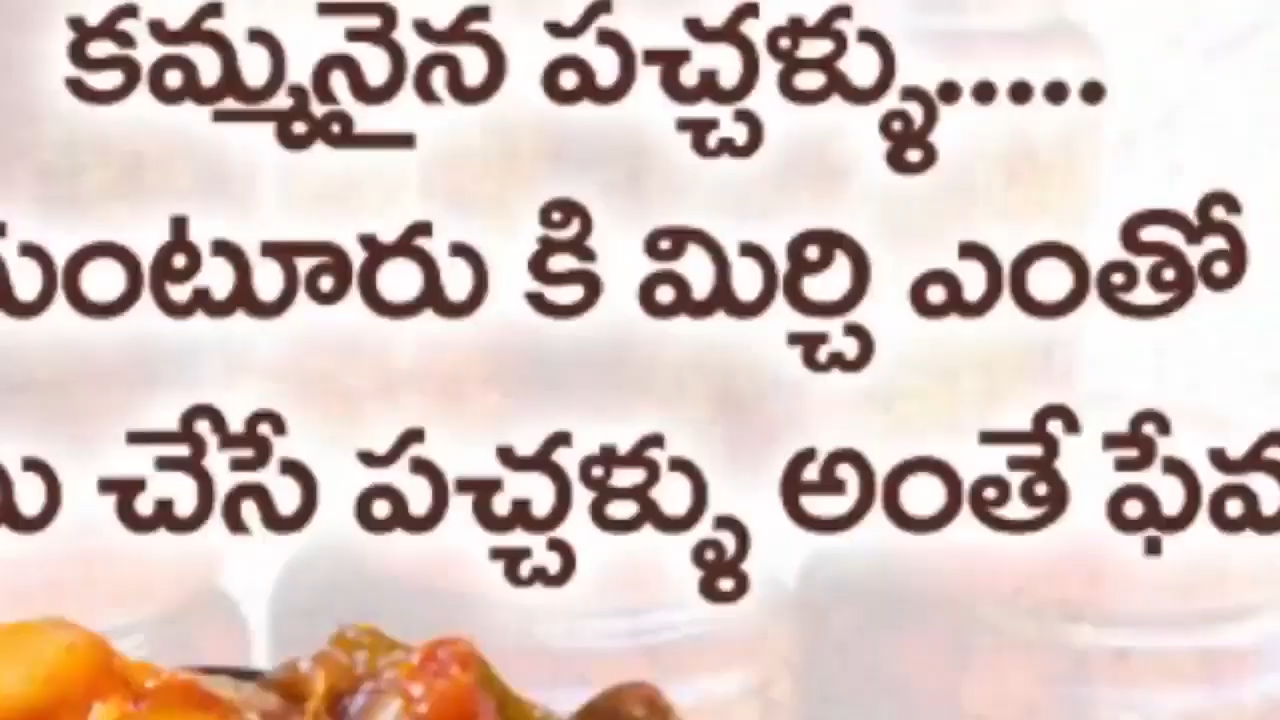 కమ్మనైన పచ్చళ్ళు.....
కి మిర్చి ఎంతో
చేసే పచ్చళ్ళు అంతే